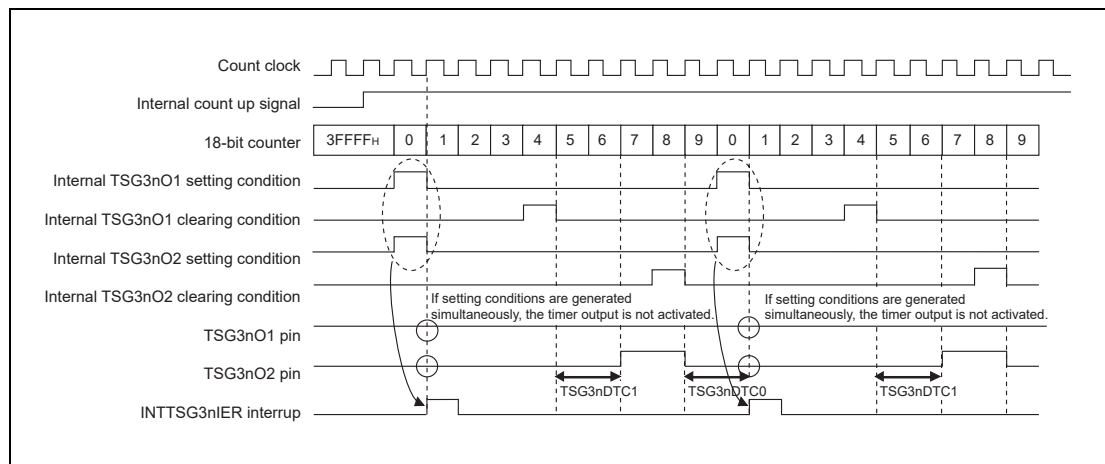 Count clock
Internal count up signal
18-bit counter 3FFFFH 0 1 2 3 4 5 6 7 8 9 0 1 2 3 4 5 6 7 8 9
Internal TSG3nO1 setting condition
Internal TSG3nO1 clearing condition
Internal TSG3nO2 setting condition
Internal TSG3nO2 clearing condition
If setting conditions are generated
simultaneously, the timer output is not activated.
If setting conditions are generated
simultaneously, the timer output is not activated.
TSG3nO1 pin
TSG3nO2 pin
TSG3nDTC1 TSG3nDTC0 TSG3nDTC1
INTTSG3nIER interrup